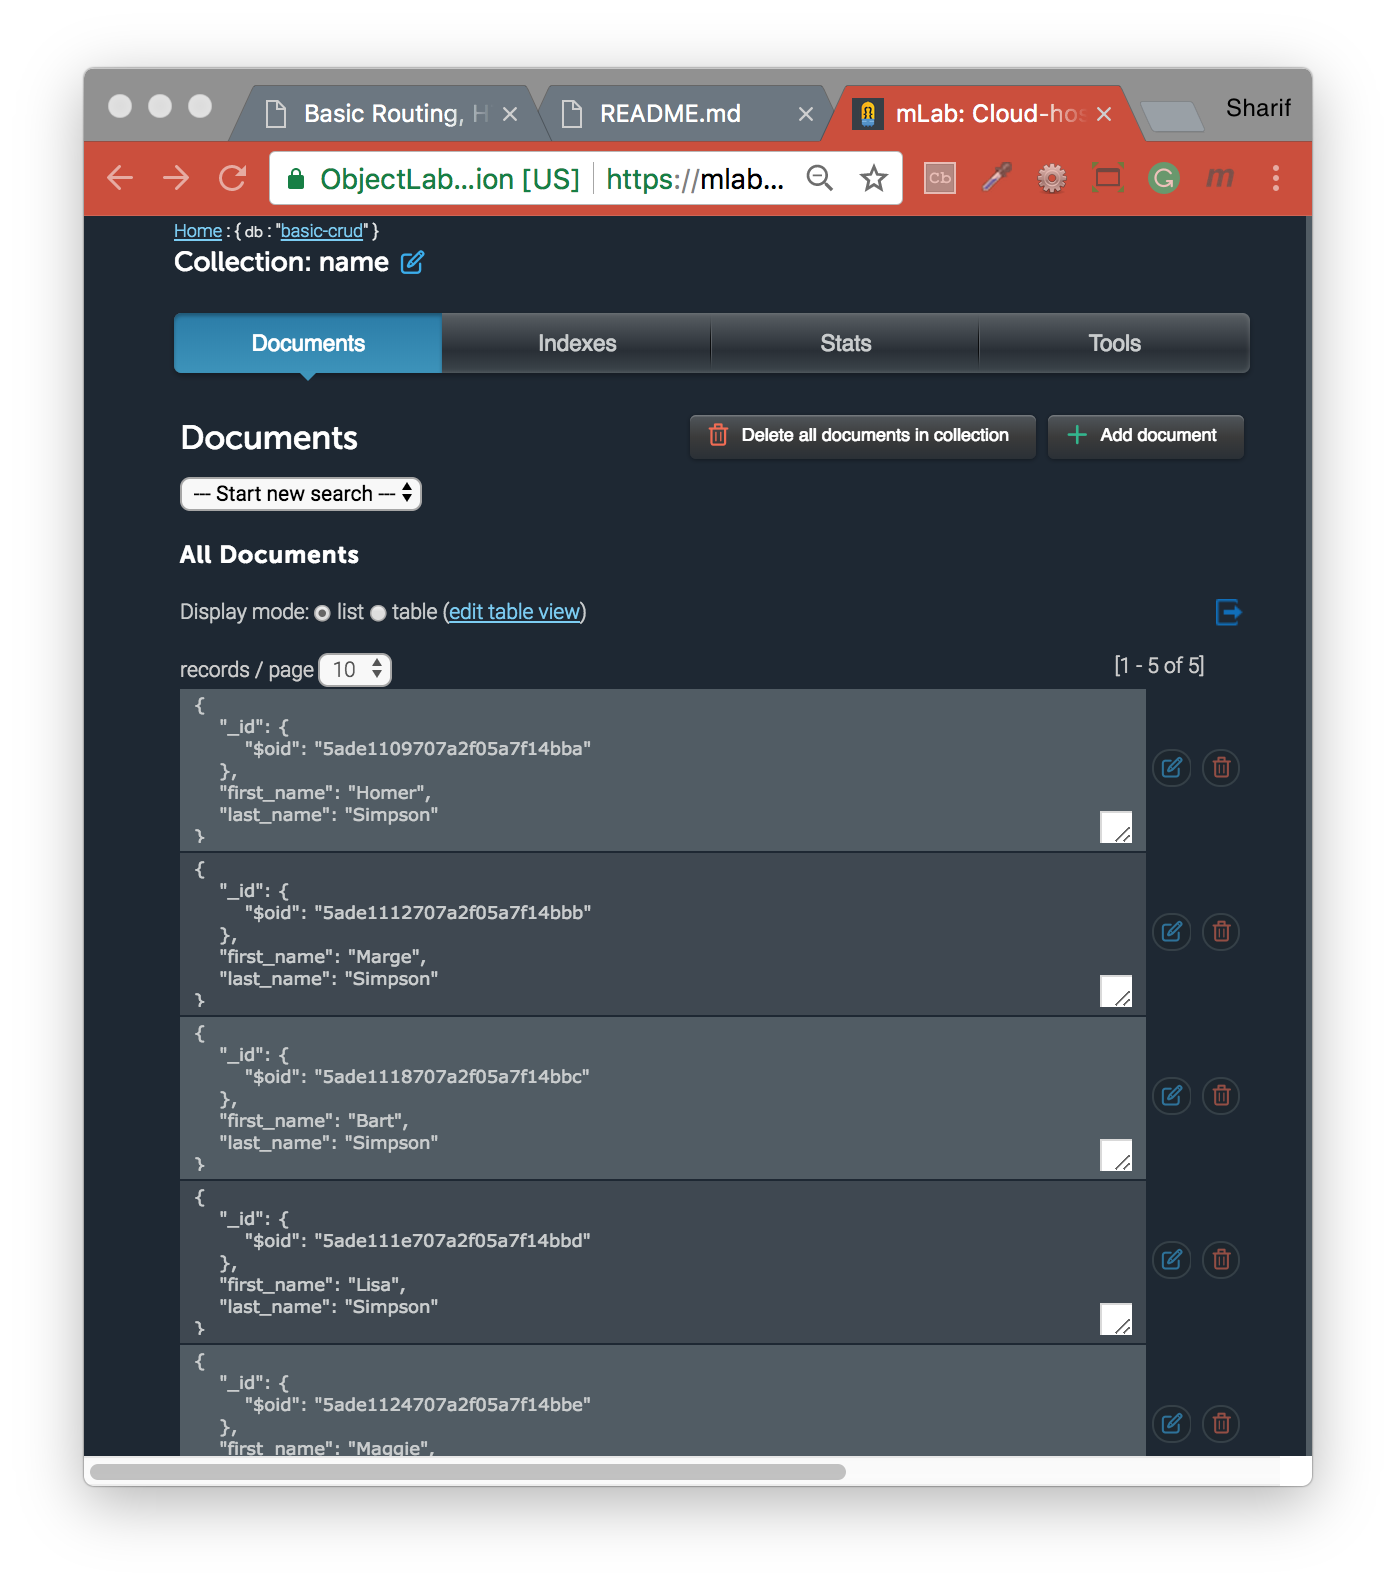 Basic Routing, H
README.md
mLab: Cloud-hos
Sharif
ObjectLab...ion [US]
https://mlab...
Cb
G
m
Home : { db : "basic-crud" }
Collection: name
Documents
Indexes
Stats
Tools
Documents
Delete all documents in collection
Add document
--- Start new search ---
All Documents
Display mode: list table (edit table view)
records / page 10
[1 - 5 of 5]
{
"_id": {
"$oid": "5ade1109707a2f05a7f14bba"
},
"first_name": "Homer",
"last_name": "Simpson"
}
{
"_id": {
"$oid": "5ade1112707a2f05a7f14bbb"
},
"first_name": "Marge",
"last_name": "Simpson"
}
{
"_id": {
"$oid": "5ade1118707a2f05a7f14bbc"
},
"first_name": "Bart",
"last_name": "Simpson"
}
{
"_id": {
"$oid": "5ade111e707a2f05a7f14bbd"
},
"first_name": "Lisa",
"last_name": "Simpson"
}
{
"_id": {
"$oid": "5ade1124707a2f05a7f14bbe"
},
"first_name": "Maggie",